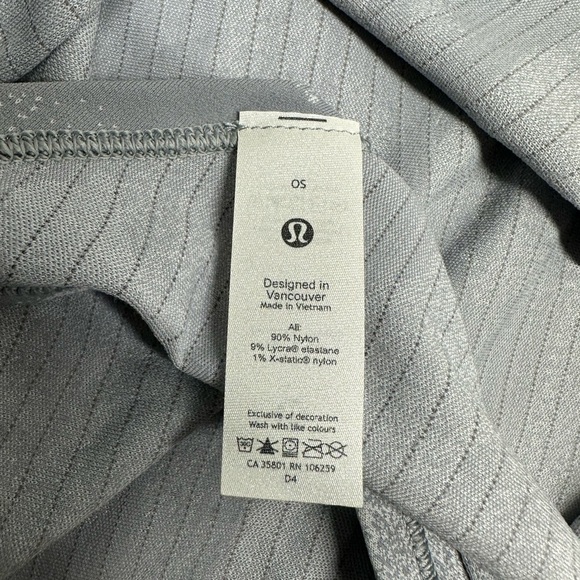 OS
Designed in
Vancouver
Made in Vietnam
All:
90% Nylon
9% Lycra® elastane
1% X-static® nylon
Exclusive of decoration
Wash with like colours
CA 35801 RN 106259
D4